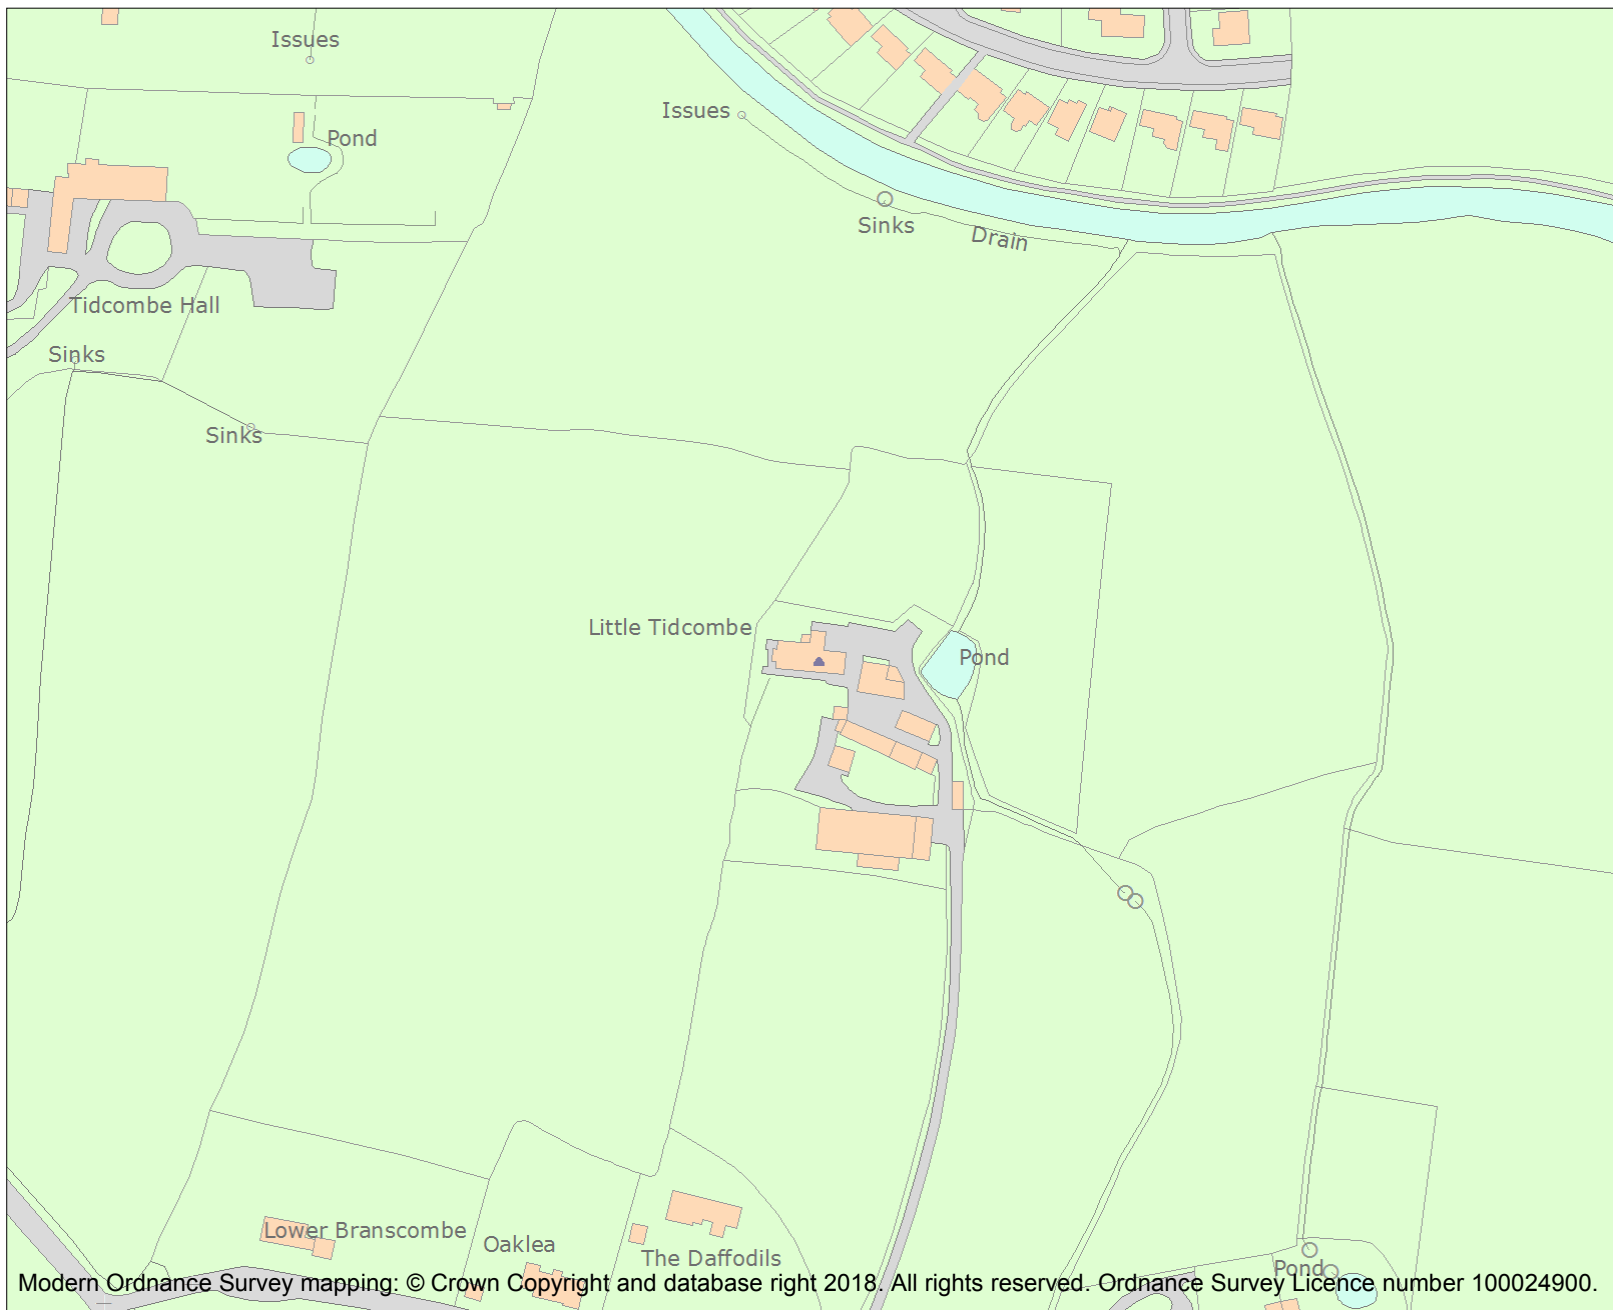 Issues
Issues
Pond
Sinks
Drain
Tidcombe Hall
Sinks
Sinks
Little Tidcombe
Pond
Lower Branscombe
Oaklea
The Daffodils
Pond
Modern Ordnance Survey mapping: © Crown Copyright and database right 2018. All rights reserved. Ordnance Survey Licence number 100024900.